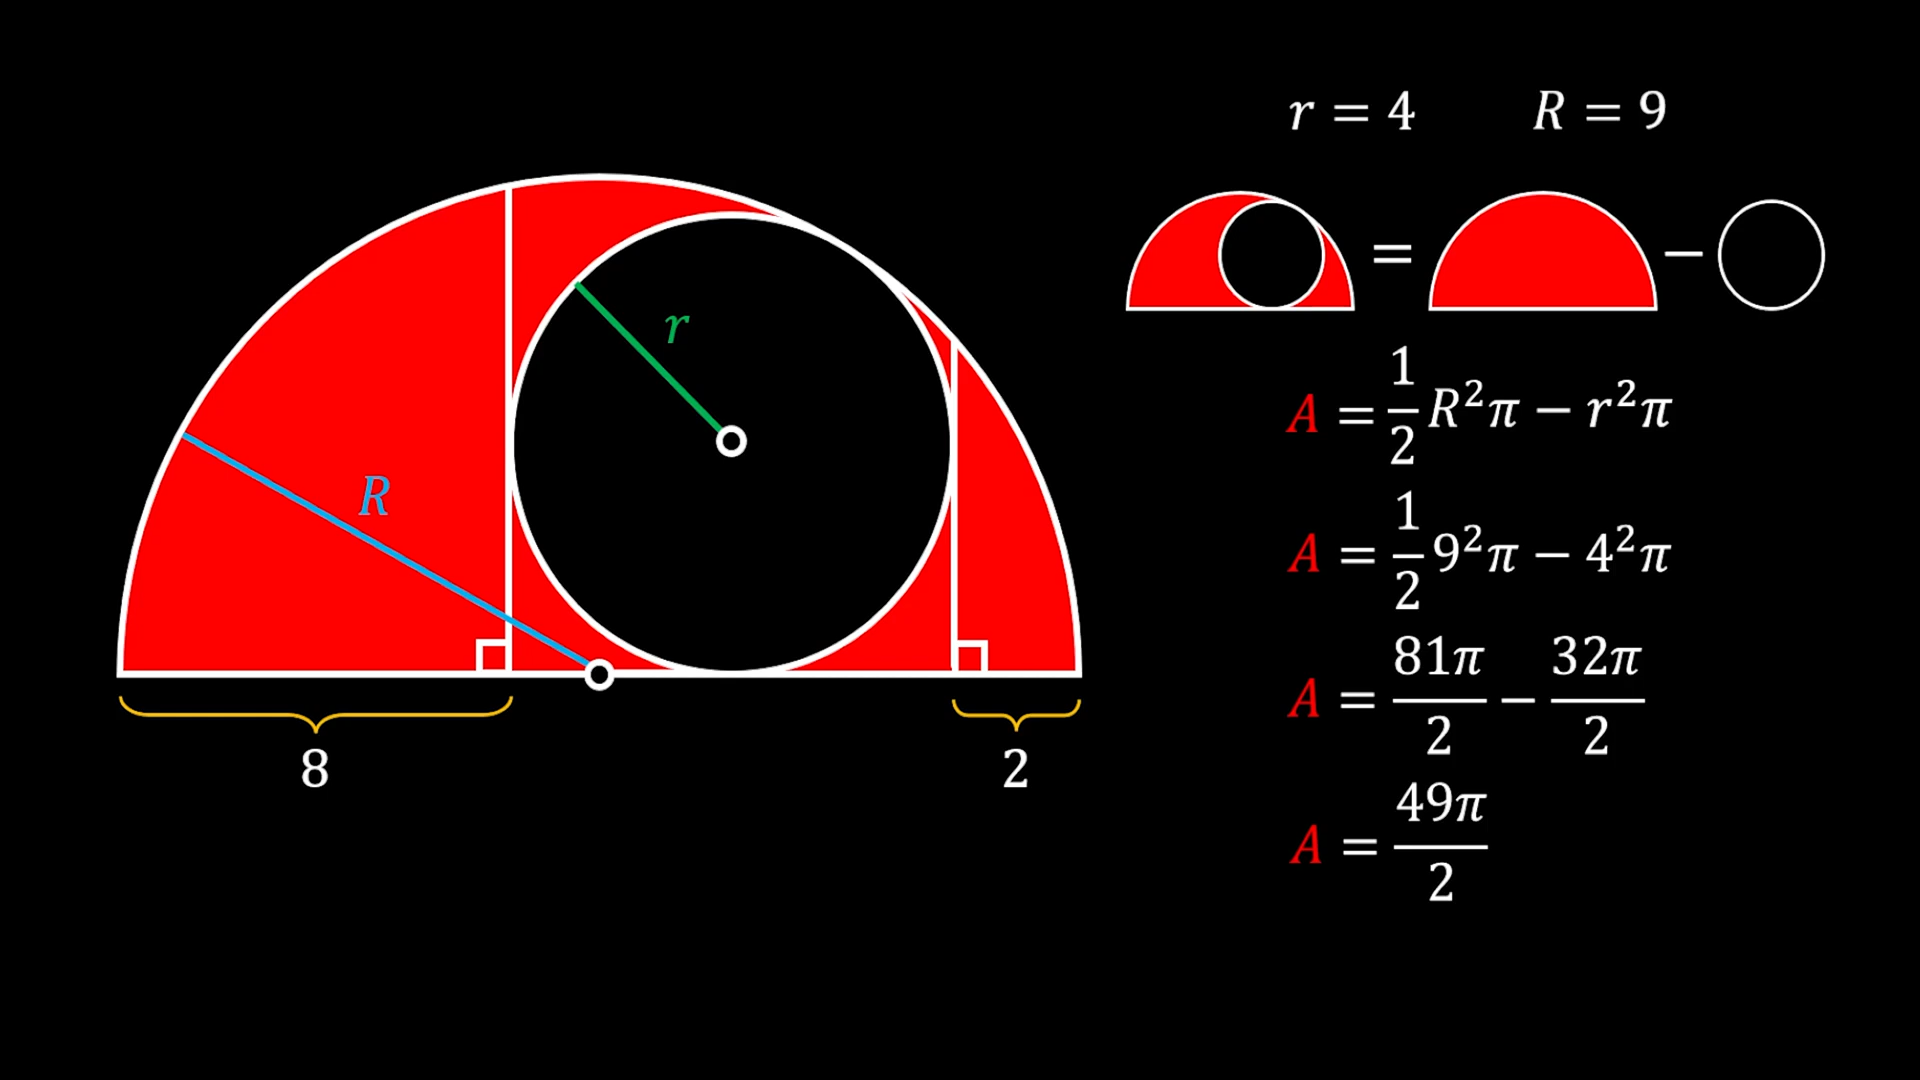 r = 4 R = 9
=
−
r
R
8
2
A = 1/2 R²π − r²π
A = 1/2 9²π − 4²π
A = 81π/2 − 32π/2
A = 49π/2